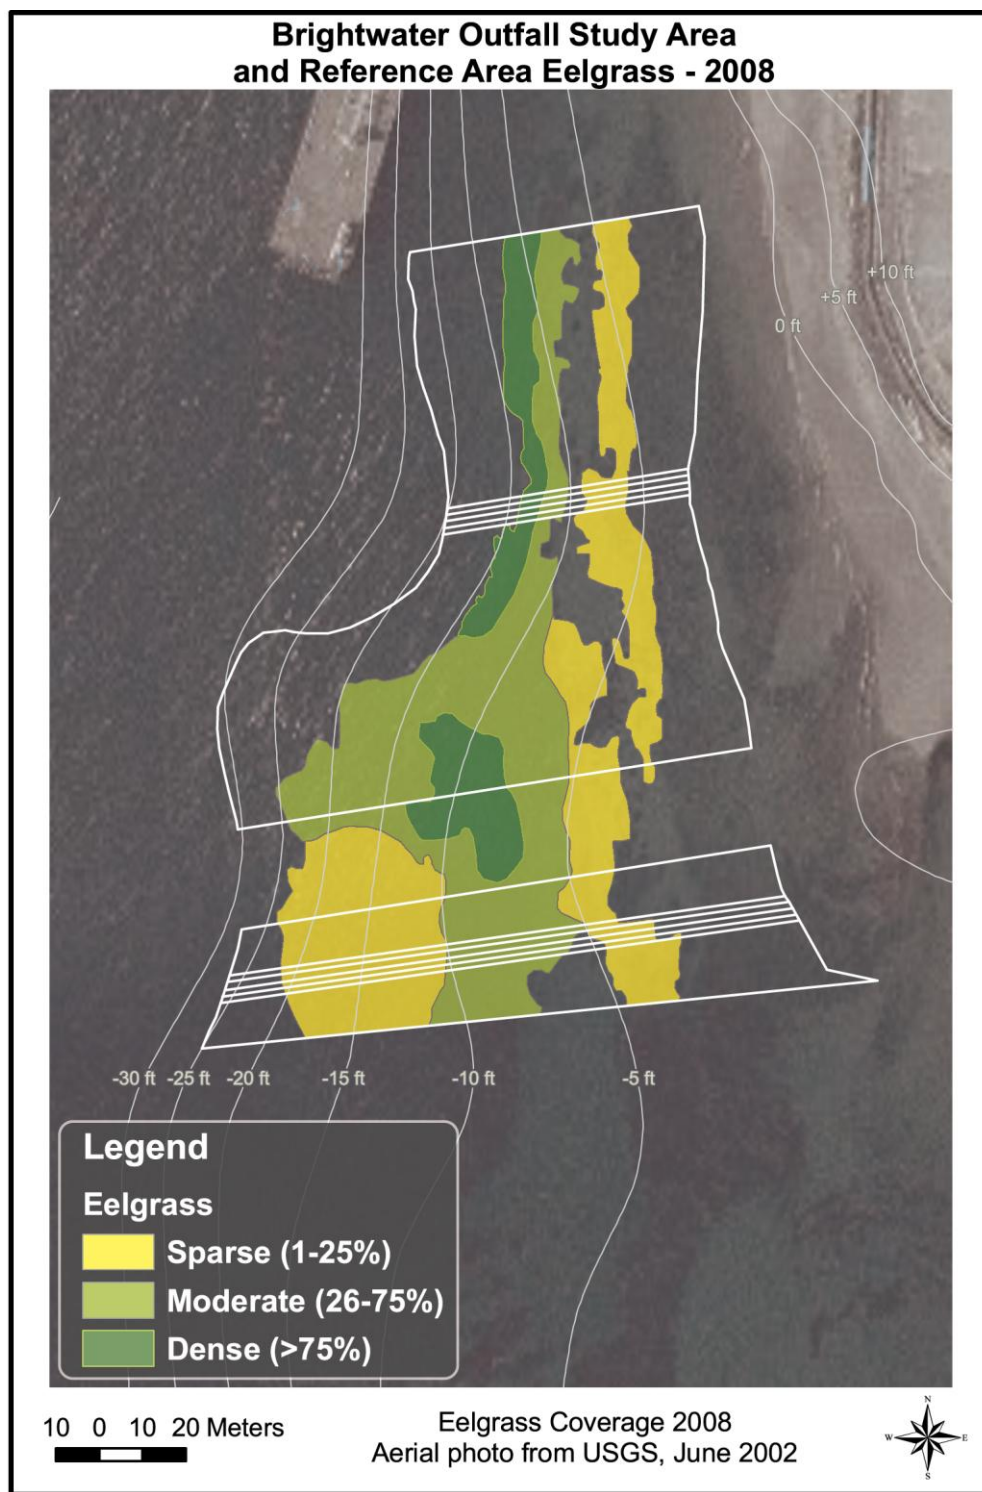 Brightwater Outfall Study Area
and Reference Area Eelgrass - 2008
+10 ft
+5 ft
0 ft
-30 ft -25 ft -20 ft -15 ft -10 ft -5 ft
Legend
Eelgrass
Sparse (1-25%)
Moderate (26-75%)
Dense (>75%)
10 0 10 20 Meters
Eelgrass Coverage 2008
Aerial photo from USGS, June 2002
N
W E
S